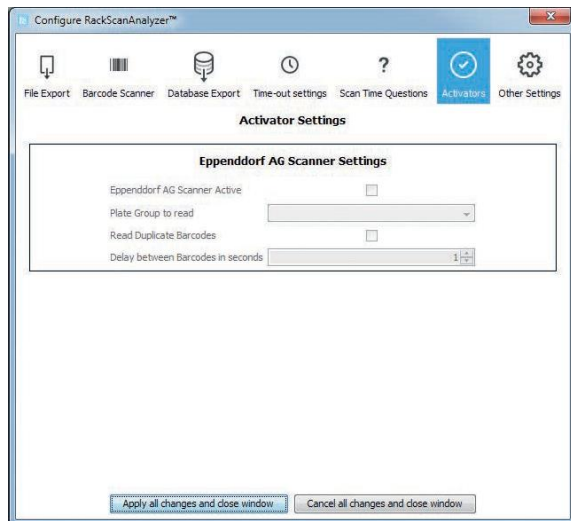 Configure RackScanAnalyzer™
File Export Barcode Scanner Database Export Time-out settings Scan Time Questions Activators Other Settings
Activator Settings
Eppenddorf AG Scanner Settings
Eppenddorf AG Scanner Active
Plate Group to read
Read Duplicate Barcodes
Delay between Barcodes in seconds 1
Apply all changes and close window Cancel all changes and close window